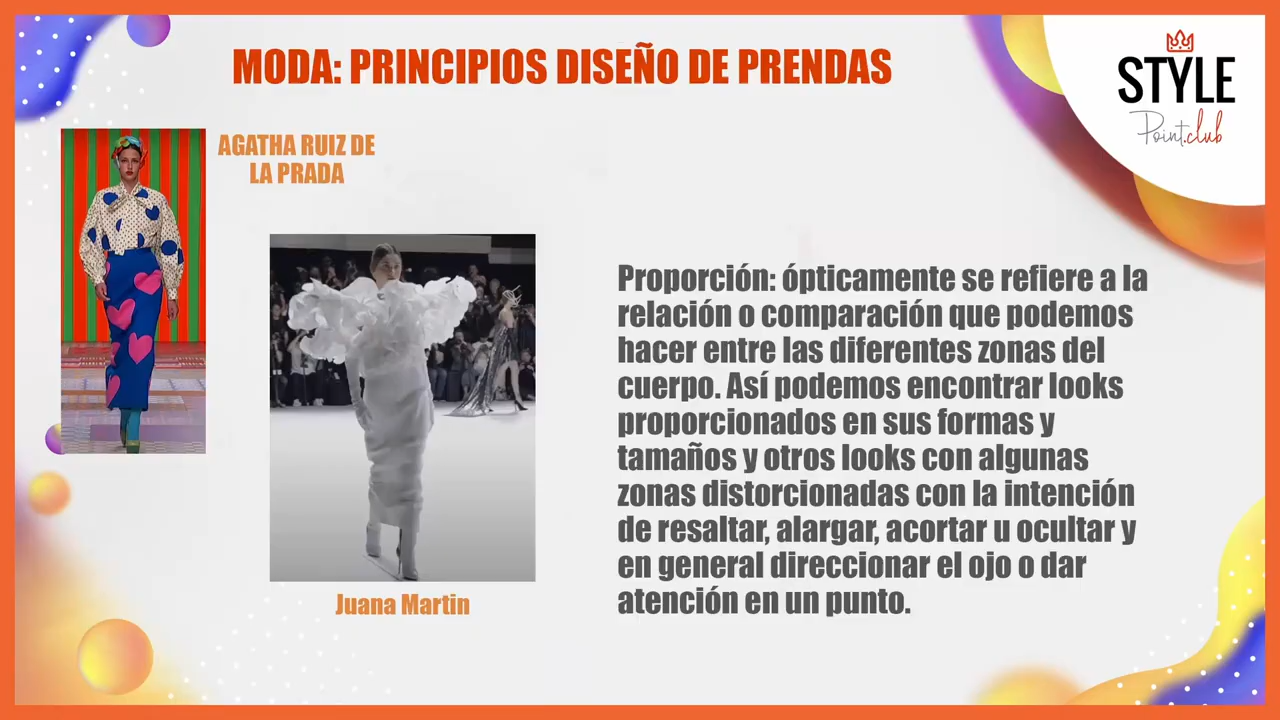 MODA: PRINCIPIOS DISEÑO DE PRENDAS
STYLE
Point.club
AGATHA RUIZ DE
LA PRADA
Proporción: ópticamente se refiere a la
relación o comparación que podemos
hacer entre las diferentes zonas del
cuerpo. Así podemos encontrar looks
proporcionados en sus formas y
tamaños y otros looks con algunas
zonas distorcionadas con la intención
de resaltar, alargar, acortar u ocultar y
en general direccionar el ojo o dar
atención en un punto.
Juana Martin